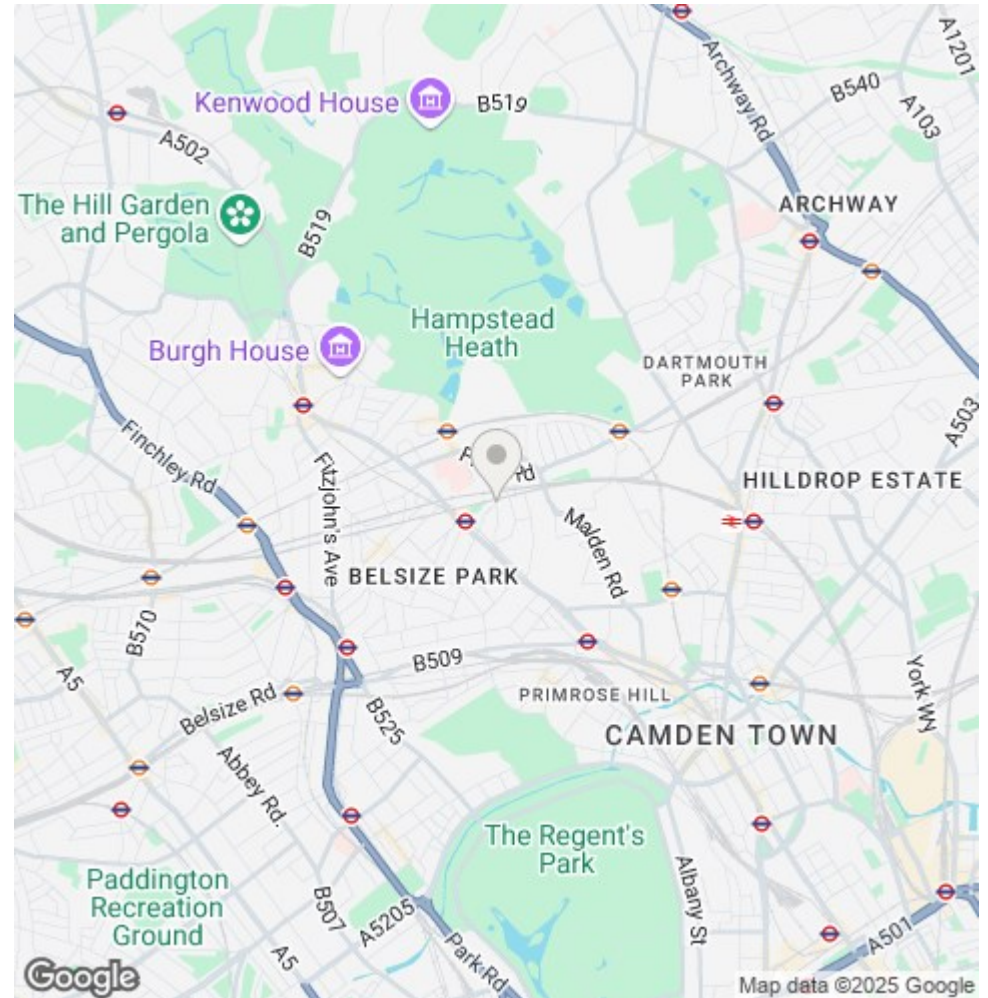 A1201
Archway Rd
B540
Kenwood House
B519
A103
A502
The Hill Garden
and Pergola
B519
ARCHWAY
Hampstead
Heath
Burgh House
DARTMOUTH
PARK
A503
Finchley Rd
Fitzjohn's Ave
Rd
HILLDROP ESTATE
Malden Rd
BELSIZE PARK
B510
B509
A5
Belsize Rd
PRIMROSE HILL
York Wy
B525
CAMDEN TOWN
Abbey Rd.
The Regent's
Park
Albany St
Paddington
Recreation
Ground
B507
A5205
A501
A5
Park Rd
Google
Map data ©2025 Google